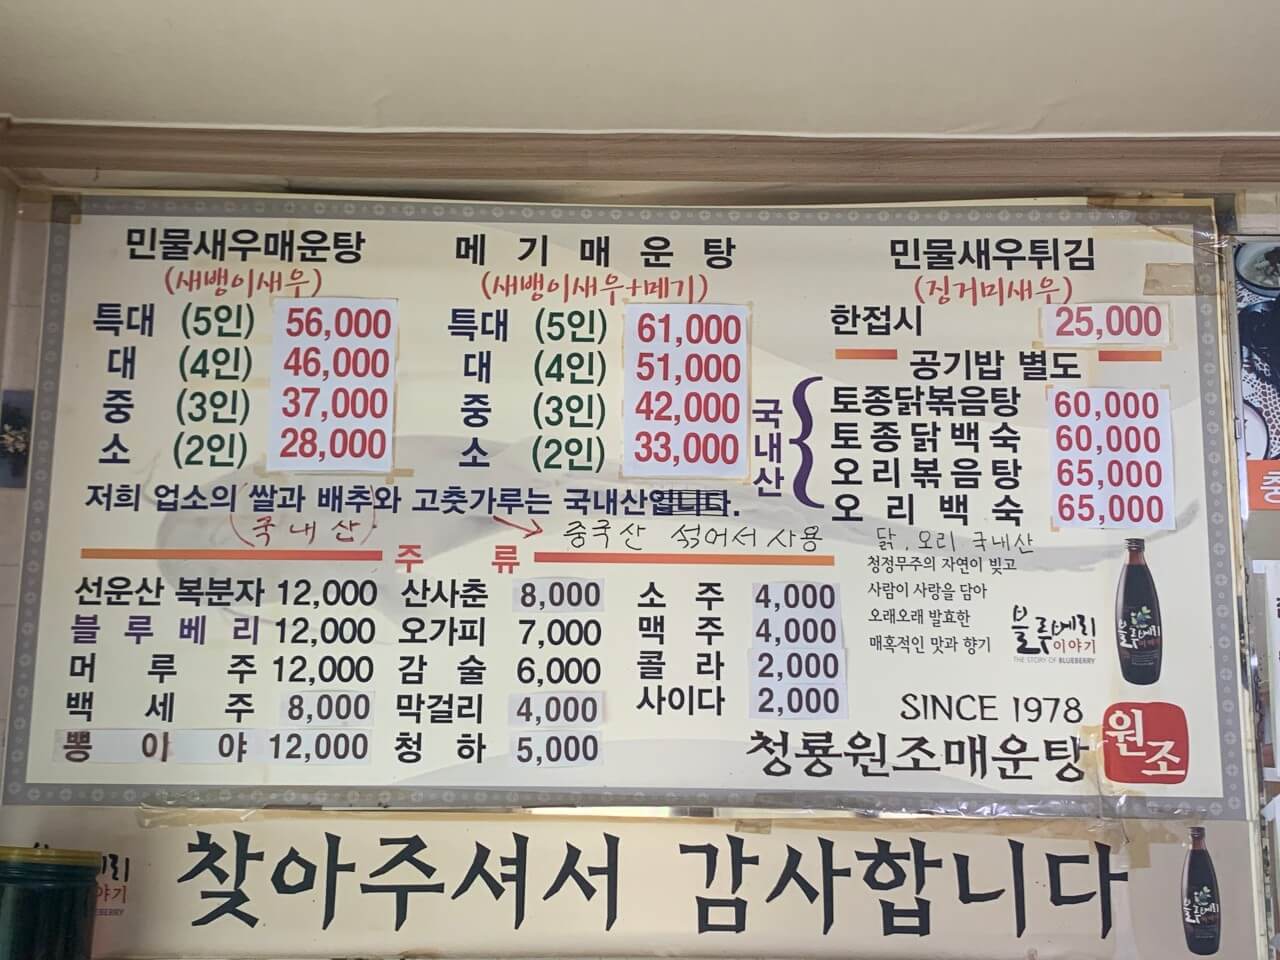 민물새우매운탕
(새뱅이새우)
특대 (5인) 56,000
대 (4인) 46,000
중 (3인) 37,000
소 (2인) 28,000
메기매운탕
(새뱅이새우+메기)
특대 (5인) 61,000
대 (4인) 51,000
중 (3인) 42,000
소 (2인) 33,000
민물새우튀김
(징거미새우)
한접시 25,000
공기밥 별도
국내산
토종닭볶음탕 60,000
토종닭백숙 60,000
오리볶음탕 65,000
오리백숙 65,000
닭, 오리 국내산
저희 업소의 쌀과 배추와 고춧가루는 국내산입니다.
국내산
중국산 섞어서 사용
주류
선운산 복분자 12,000
블루베리 12,000
머루주 12,000
백세주 8,000
뽕이야 12,000
산사춘 8,000
오가피 7,000
감술 6,000
막걸리 4,000
청하 5,000
소주 4,000
맥주 4,000
콜라 2,000
사이다 2,000
청정무주의 자연이 빚고
사람이 사랑을 담아
오래오래 발효한
매혹적인 맛과 향기
블루베리
이야기
THE STORY OF BLUEBERRY
SINCE 1978
청룡원조매운탕
원조
찾아주셔서 감사합니다